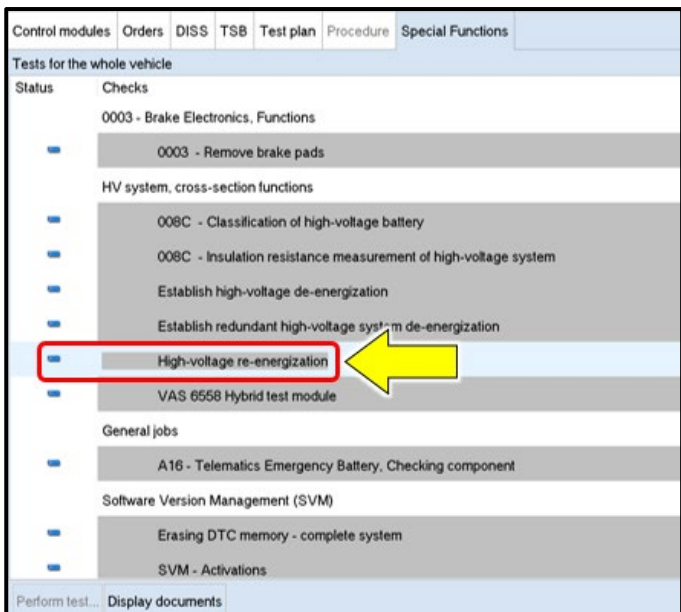 Control modules Orders DISS TSB Test plan Procedure Special Functions
Tests for the whole vehicle
Status Checks
0003 - Brake Electronics, Functions
0003 - Remove brake pads
HV system, cross-section functions
008C - Classification of high-voltage battery
008C - Insulation resistance measurement of high-voltage system
Establish high-voltage de-energization
Establish redundant high-voltage system de-energization
High-voltage re-energization
VAS 6558 Hybrid test module
General jobs
A16 - Telematics Emergency Battery, Checking component
Software Version Management (SVM)
Erasing DTC memory - complete system
SVM - Activations
Perform test... Display documents